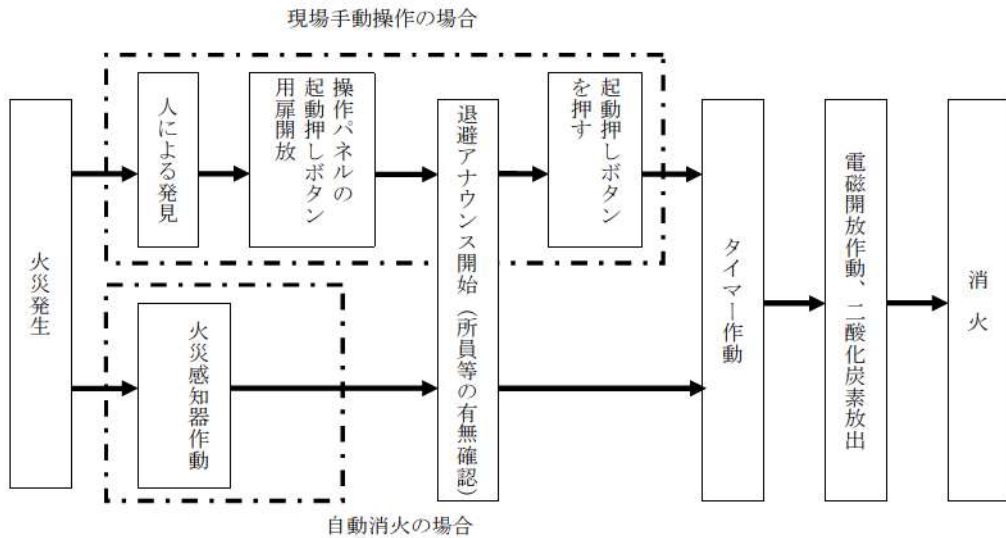 現場手動操作の場合
火災発生
人による発見
操作パネルの
起動押しボタン
用扉開放
退避アナウンス開始（所員等の有無確認）
起動押しボタン
を押す
火災感知器作動
タイマー作動
電磁開放作動、二酸化炭素放出
消火
自動消火の場合